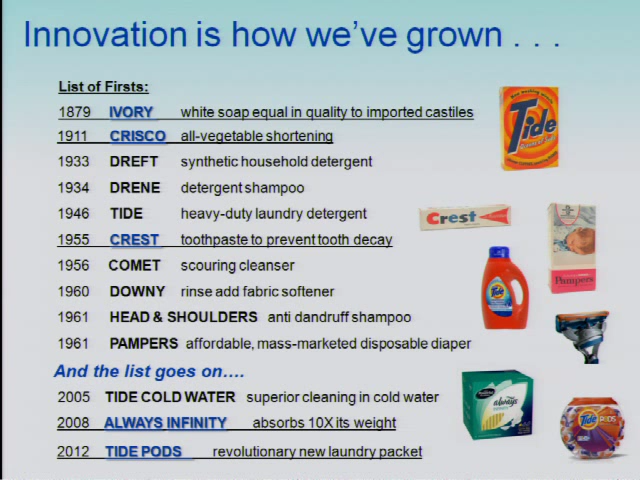 Innovation is how we've grown . . .
List of Firsts:
1879 IVORY white soap equal in quality to imported castiles
1911 CRISCO all-vegetable shortening
1933 DREFT synthetic household detergent
1934 DRENE detergent shampoo
1946 TIDE heavy-duty laundry detergent
1955 CREST toothpaste to prevent tooth decay
1956 COMET scouring cleanser
1960 DOWNY rinse add fabric softener
1961 HEAD & SHOULDERS anti dandruff shampoo
1961 PAMPERS affordable, mass-marketed disposable diaper
And the list goes on....
2005 TIDE COLD WATER superior cleaning in cold water
2008 ALWAYS INFINITY absorbs 10X its weight
2012 TIDE PODS revolutionary new laundry packet
Tide
Crest
Pampers
Tide
always
Tide PODS